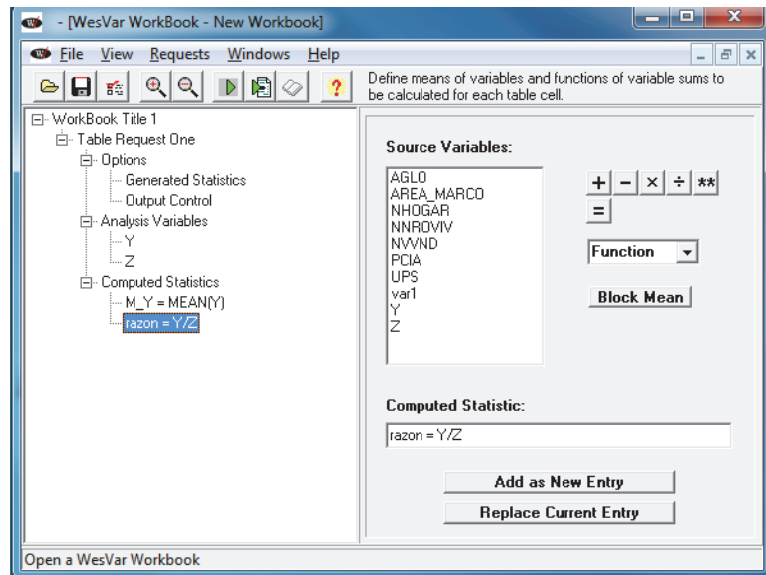 - [WesVar WorkBook - New Workbook]
File View Requests Windows Help
Define means of variables and functions of variable sums to
be calculated for each table cell.
WorkBook Title 1
Table Request One
Options
Generated Statistics
Output Control
Analysis Variables
Y
Z
Computed Statistics
M_Y = MEAN(Y)
razon = Y/Z
Source Variables:
AGLO
AREA_MARCO
NHOGAR
NNROVIV
NVVND
PCIA
UPS
var1
Y
Z
+ − × ÷ **
=
Function
Block Mean
Computed Statistic:
razon = Y/Z
Add as New Entry
Replace Current Entry
Open a WesVar Workbook